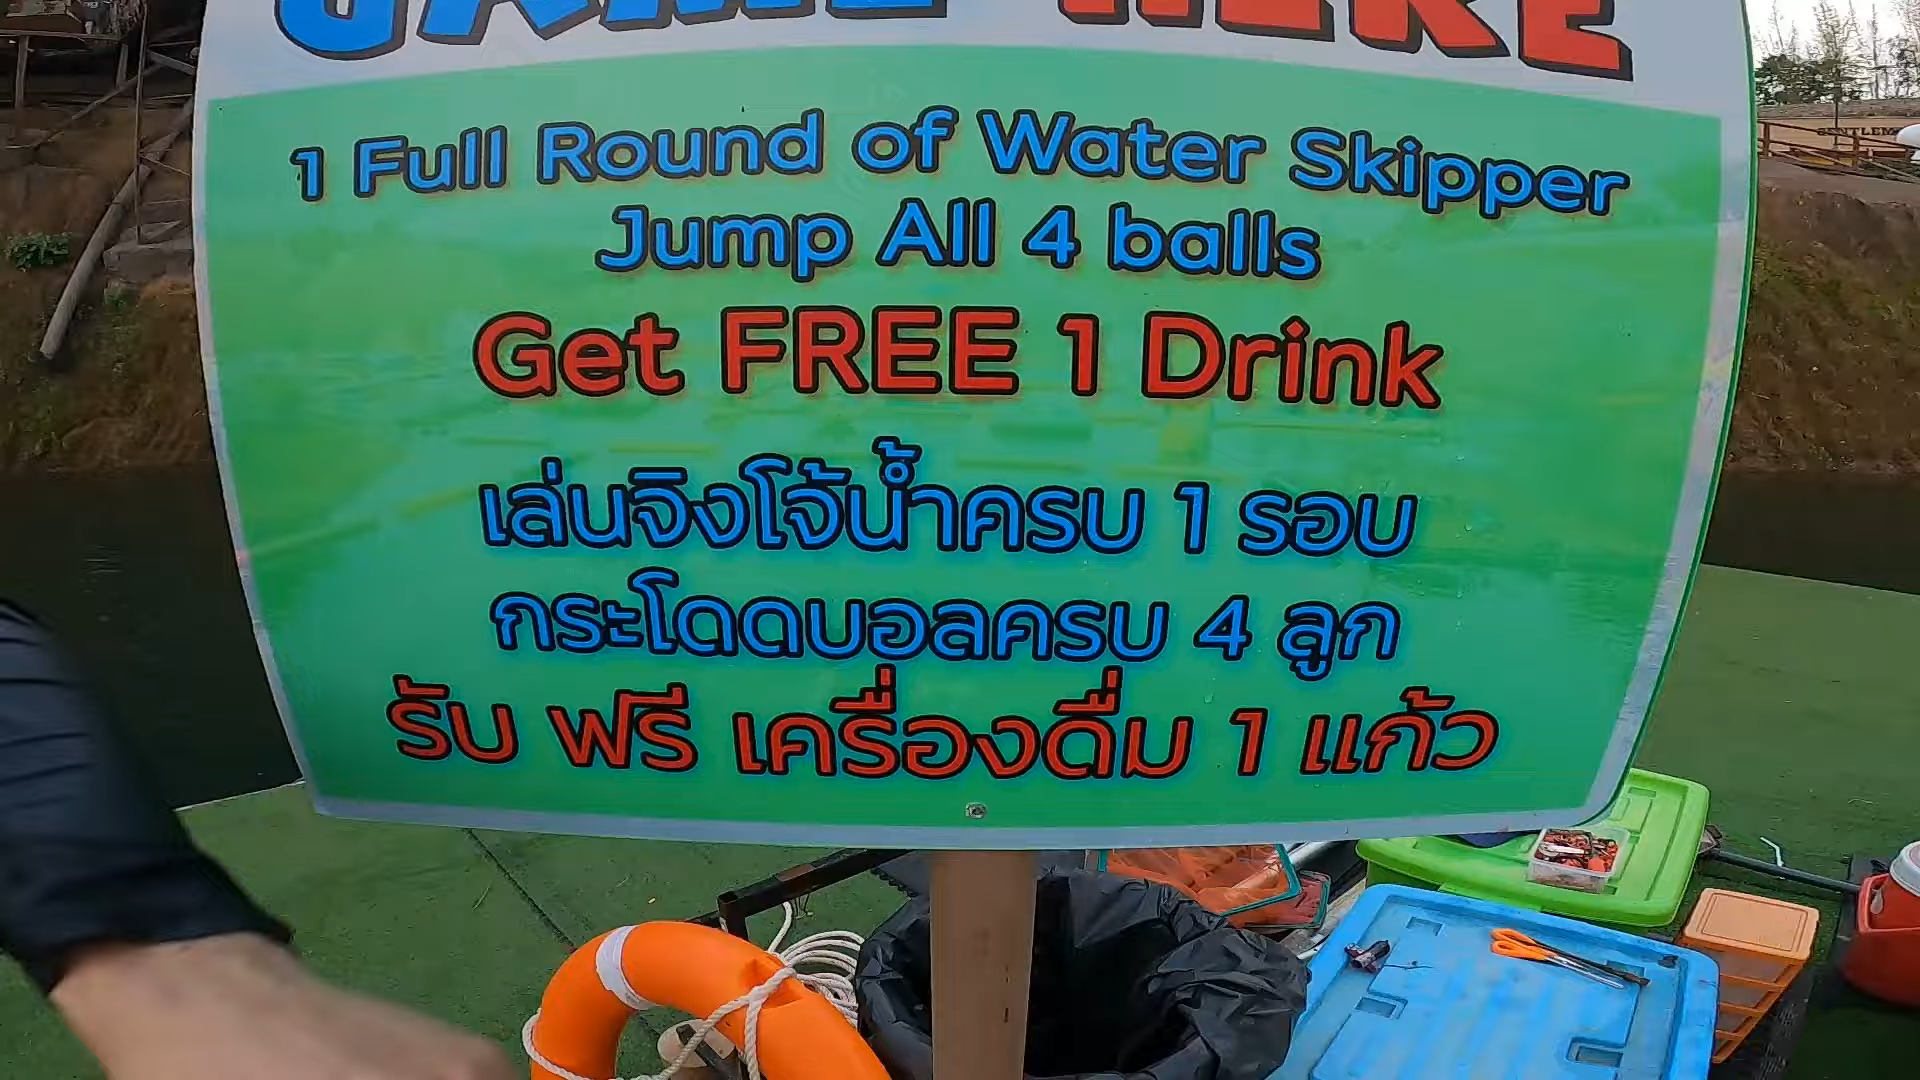 GAME HERE
1 Full Round of Water Skipper
Jump All 4 balls
Get FREE 1 Drink
เล่นจิงโจ้น้ำครบ 1 รอบ
กระโดดบอลครบ 4 ลูก
รับ ฟรี เครื่องดื่ม 1 แก้ว